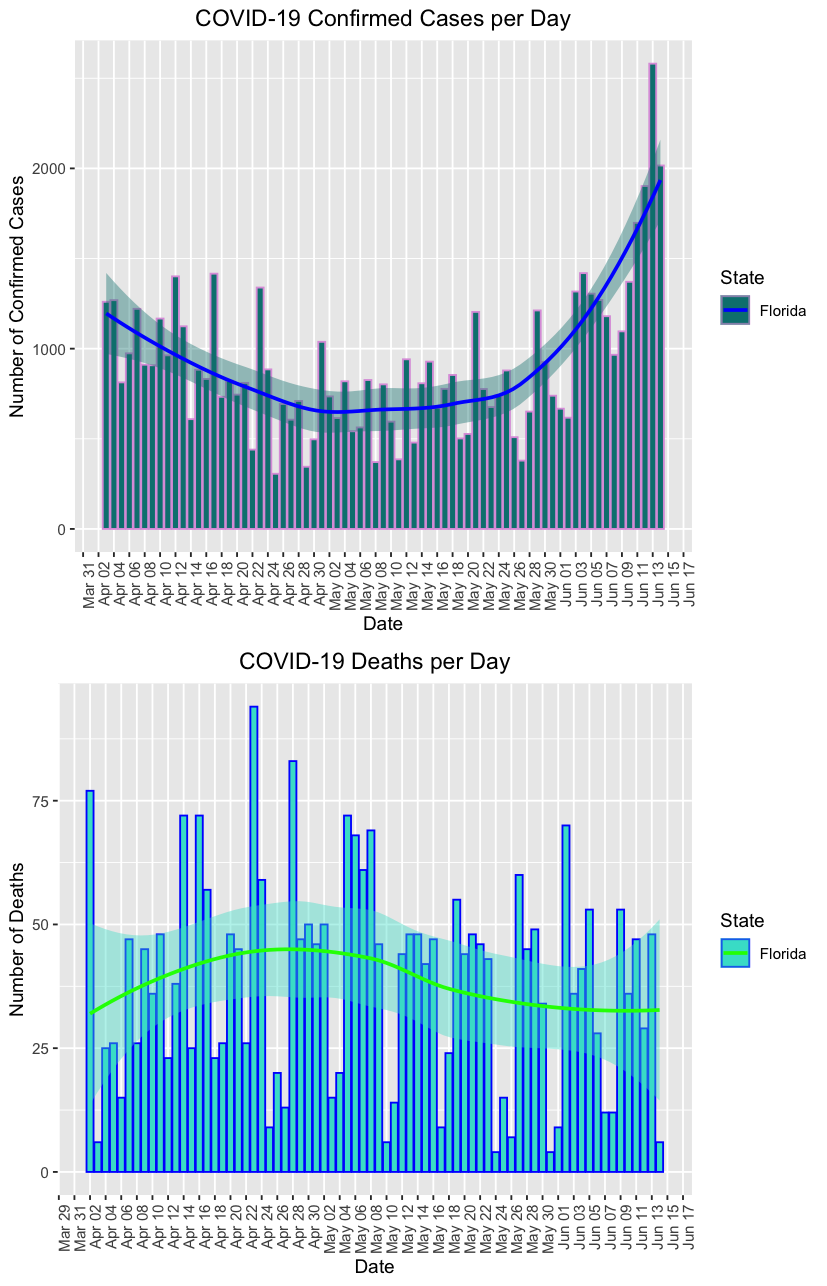 COVID-19 Confirmed Cases per Day
Number of Confirmed Cases
2000
1000
0
Mar 31
Apr 02
Apr 04
Apr 06
Apr 08
Apr 10
Apr 12
Apr 14
Apr 16
Apr 18
Apr 20
Apr 22
Apr 24
Apr 26
Apr 28
Apr 30
May 02
May 04
May 06
May 08
May 10
May 12
May 14
May 16
May 18
May 20
May 22
May 24
May 26
May 28
May 30
Jun 01
Jun 03
Jun 05
Jun 07
Jun 09
Jun 11
Jun 13
Jun 15
Jun 17
Date
State
Florida
COVID-19 Deaths per Day
Number of Deaths
75
50
25
0
Mar 29
Mar 31
Apr 02
Apr 04
Apr 06
Apr 08
Apr 10
Apr 12
Apr 14
Apr 16
Apr 18
Apr 20
Apr 22
Apr 24
Apr 26
Apr 28
Apr 30
May 02
May 04
May 06
May 08
May 10
May 12
May 14
May 16
May 18
May 20
May 22
May 24
May 26
May 28
May 30
Jun 01
Jun 03
Jun 05
Jun 07
Jun 09
Jun 11
Jun 13
Jun 15
Jun 17
Date
State
Florida